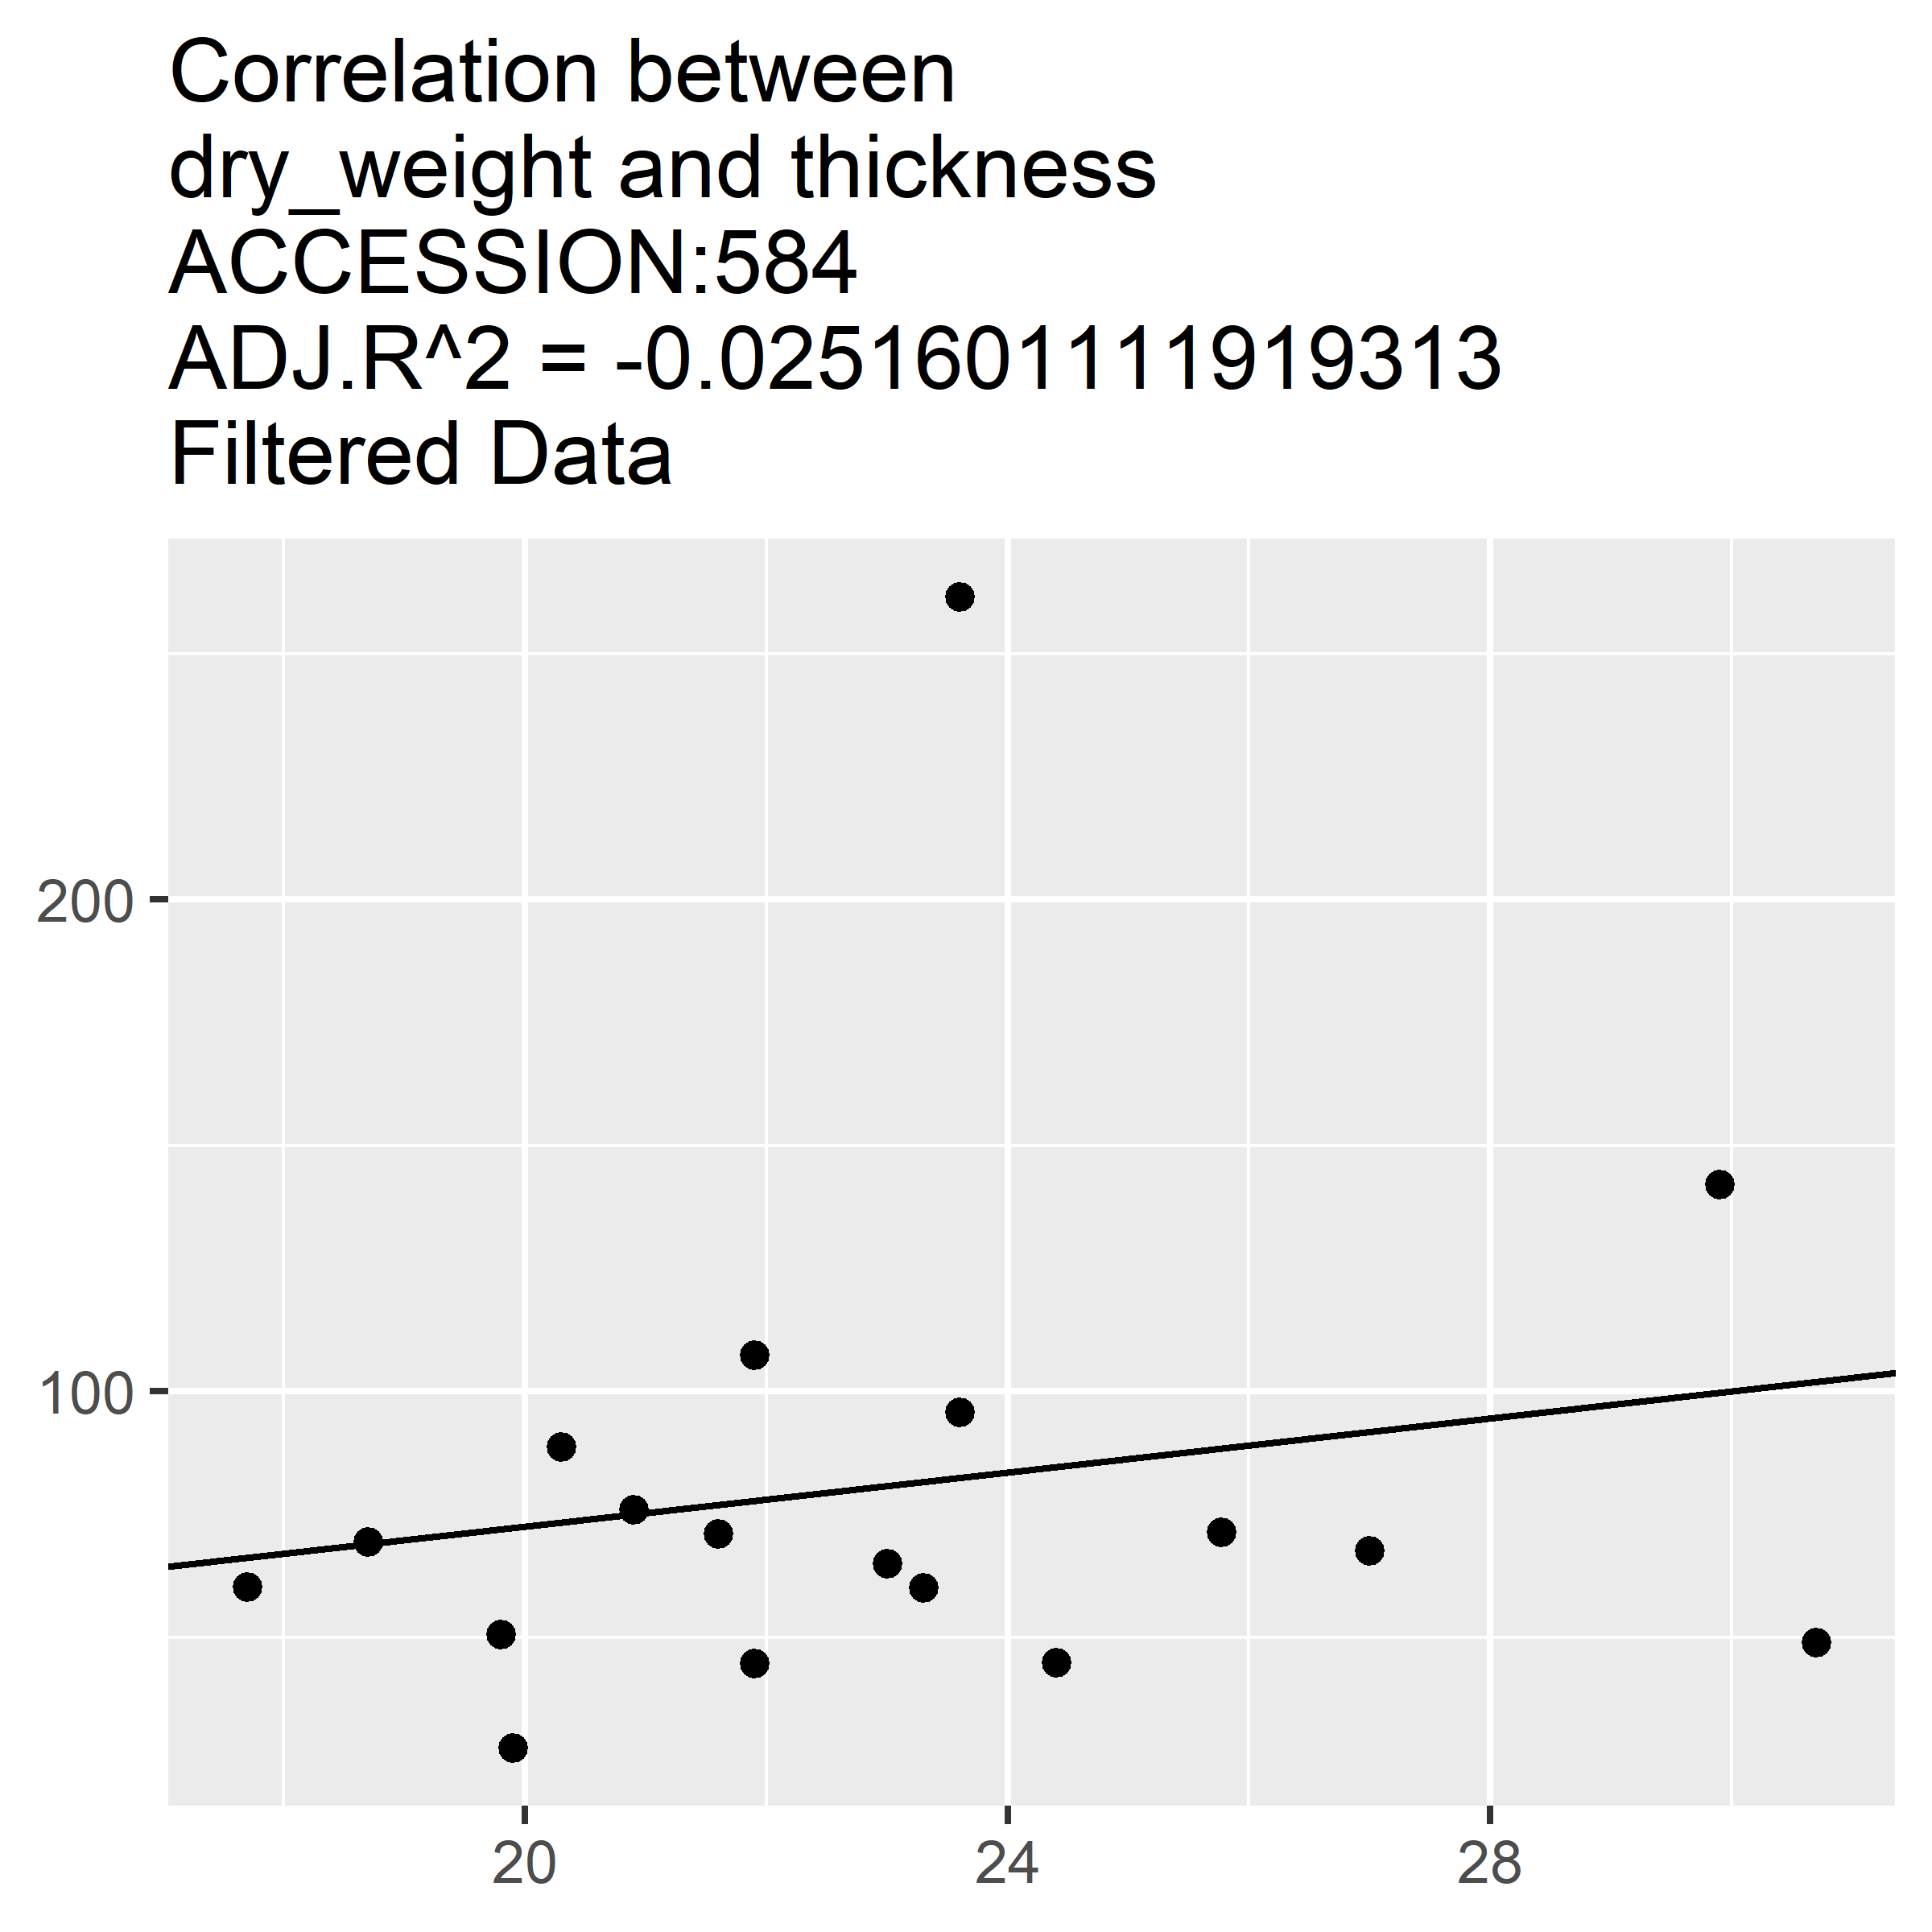 Correlation between
dry_weight and thickness
ACCESSION:584
ADJ.R^2 = -0.0251601111919313
Filtered Data
200
100
20
24
28